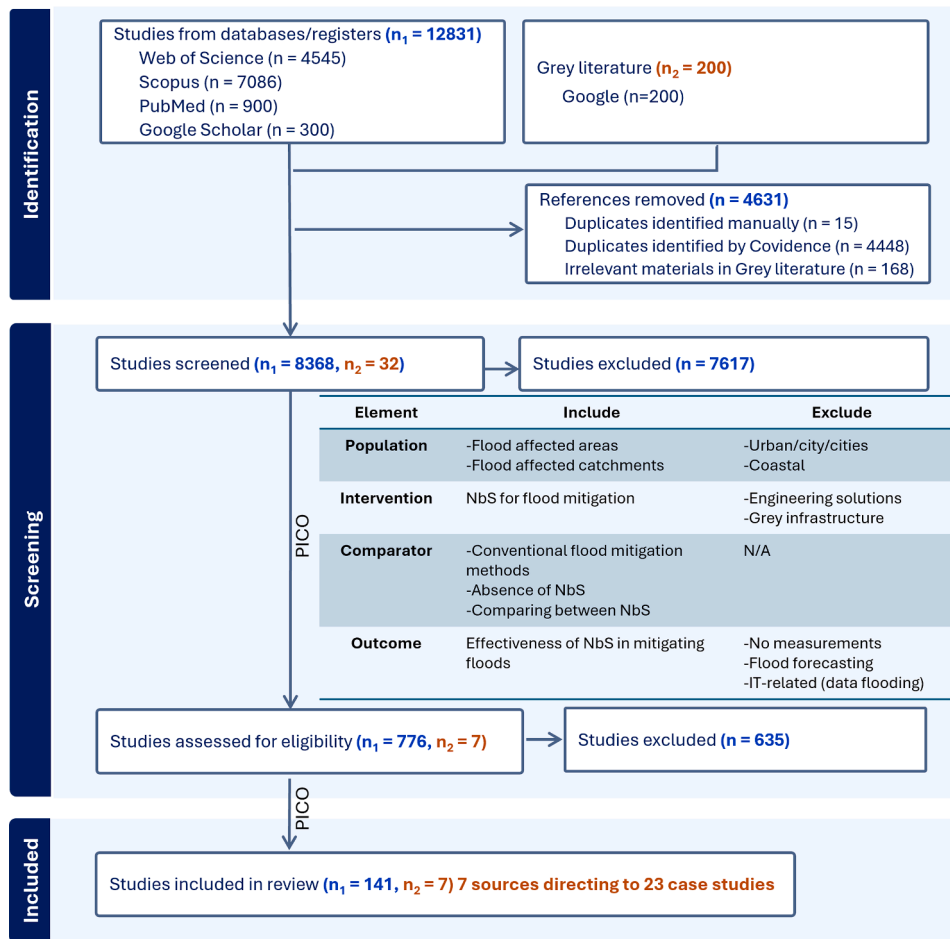 Identification
Studies from databases/registers (n₁ = 12831)
Web of Science (n = 4545)
Scopus (n = 7086)
PubMed (n = 900)
Google Scholar (n = 300)
Grey literature (n₂ = 200)
Google (n=200)
References removed (n = 4631)
Duplicates identified manually (n = 15)
Duplicates identified by Covidence (n = 4448)
Irrelevant materials in Grey literature (n = 168)
Screening
Studies screened (n₁ = 8368, n₂ = 32)
Studies excluded (n = 7617)
PICO
Element Include Exclude
Population -Flood affected areas -Urban/city/cities
-Flood affected catchments -Coastal
Intervention NbS for flood mitigation -Engineering solutions
-Grey infrastructure
Comparator -Conventional flood mitigation N/A
methods
-Absence of NbS
-Comparing between NbS
Outcome Effectiveness of NbS in mitigating -No measurements
floods -Flood forecasting
-IT-related (data flooding)
Studies assessed for eligibility (n₁ = 776, n₂ = 7)
Studies excluded (n = 635)
PICO
Included
Studies included in review (n₁ = 141, n₂ = 7) 7 sources directing to 23 case studies